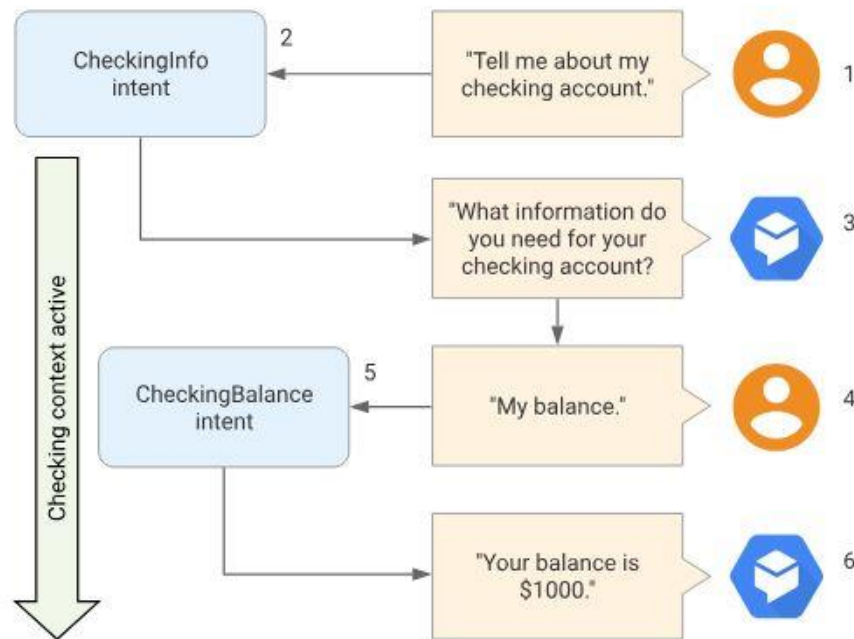 CheckingInfo
intent
2
"Tell me about my
checking account."
1
"What information do
you need for your
checking account?
3
Checking context active
CheckingBalance
intent
5
"My balance."
4
"Your balance is
$1000."
6